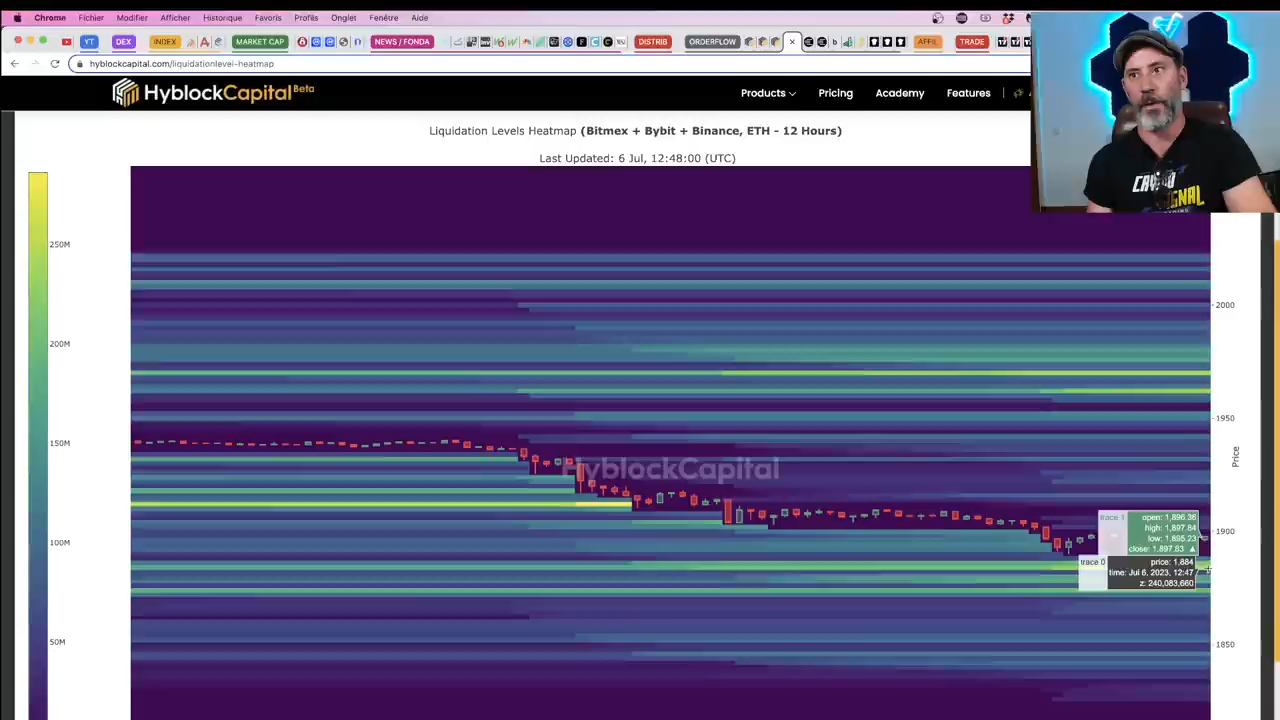 Chrome Fichier Modifier Afficher Historique Favoris Profils Onglet Fenêtre Aide
YT DEX INDEX MARKET CAP NEWS / FONDA DISTRIB ORDERFLOW AFFIL TRADE
hyblockcapital.com/liquidationlevel-heatmap
HyblockCapital Beta
Products Pricing Academy Features
Liquidation Levels Heatmap (Bitmex + Bybit + Binance, ETH - 12 Hours)
Last Updated: 6 Jul, 12:48:00 (UTC)
250M
200M
150M
100M
50M
HyblockCapital
2000
1950
1900
1850
Price
trace 1
open: 1,896.36
high: 1,897.84
low: 1,895.23
close: 1,897.83 ▲
trace 0
price: 1,884
time: Jul 6, 2023, 12:47
z: 240,083,660